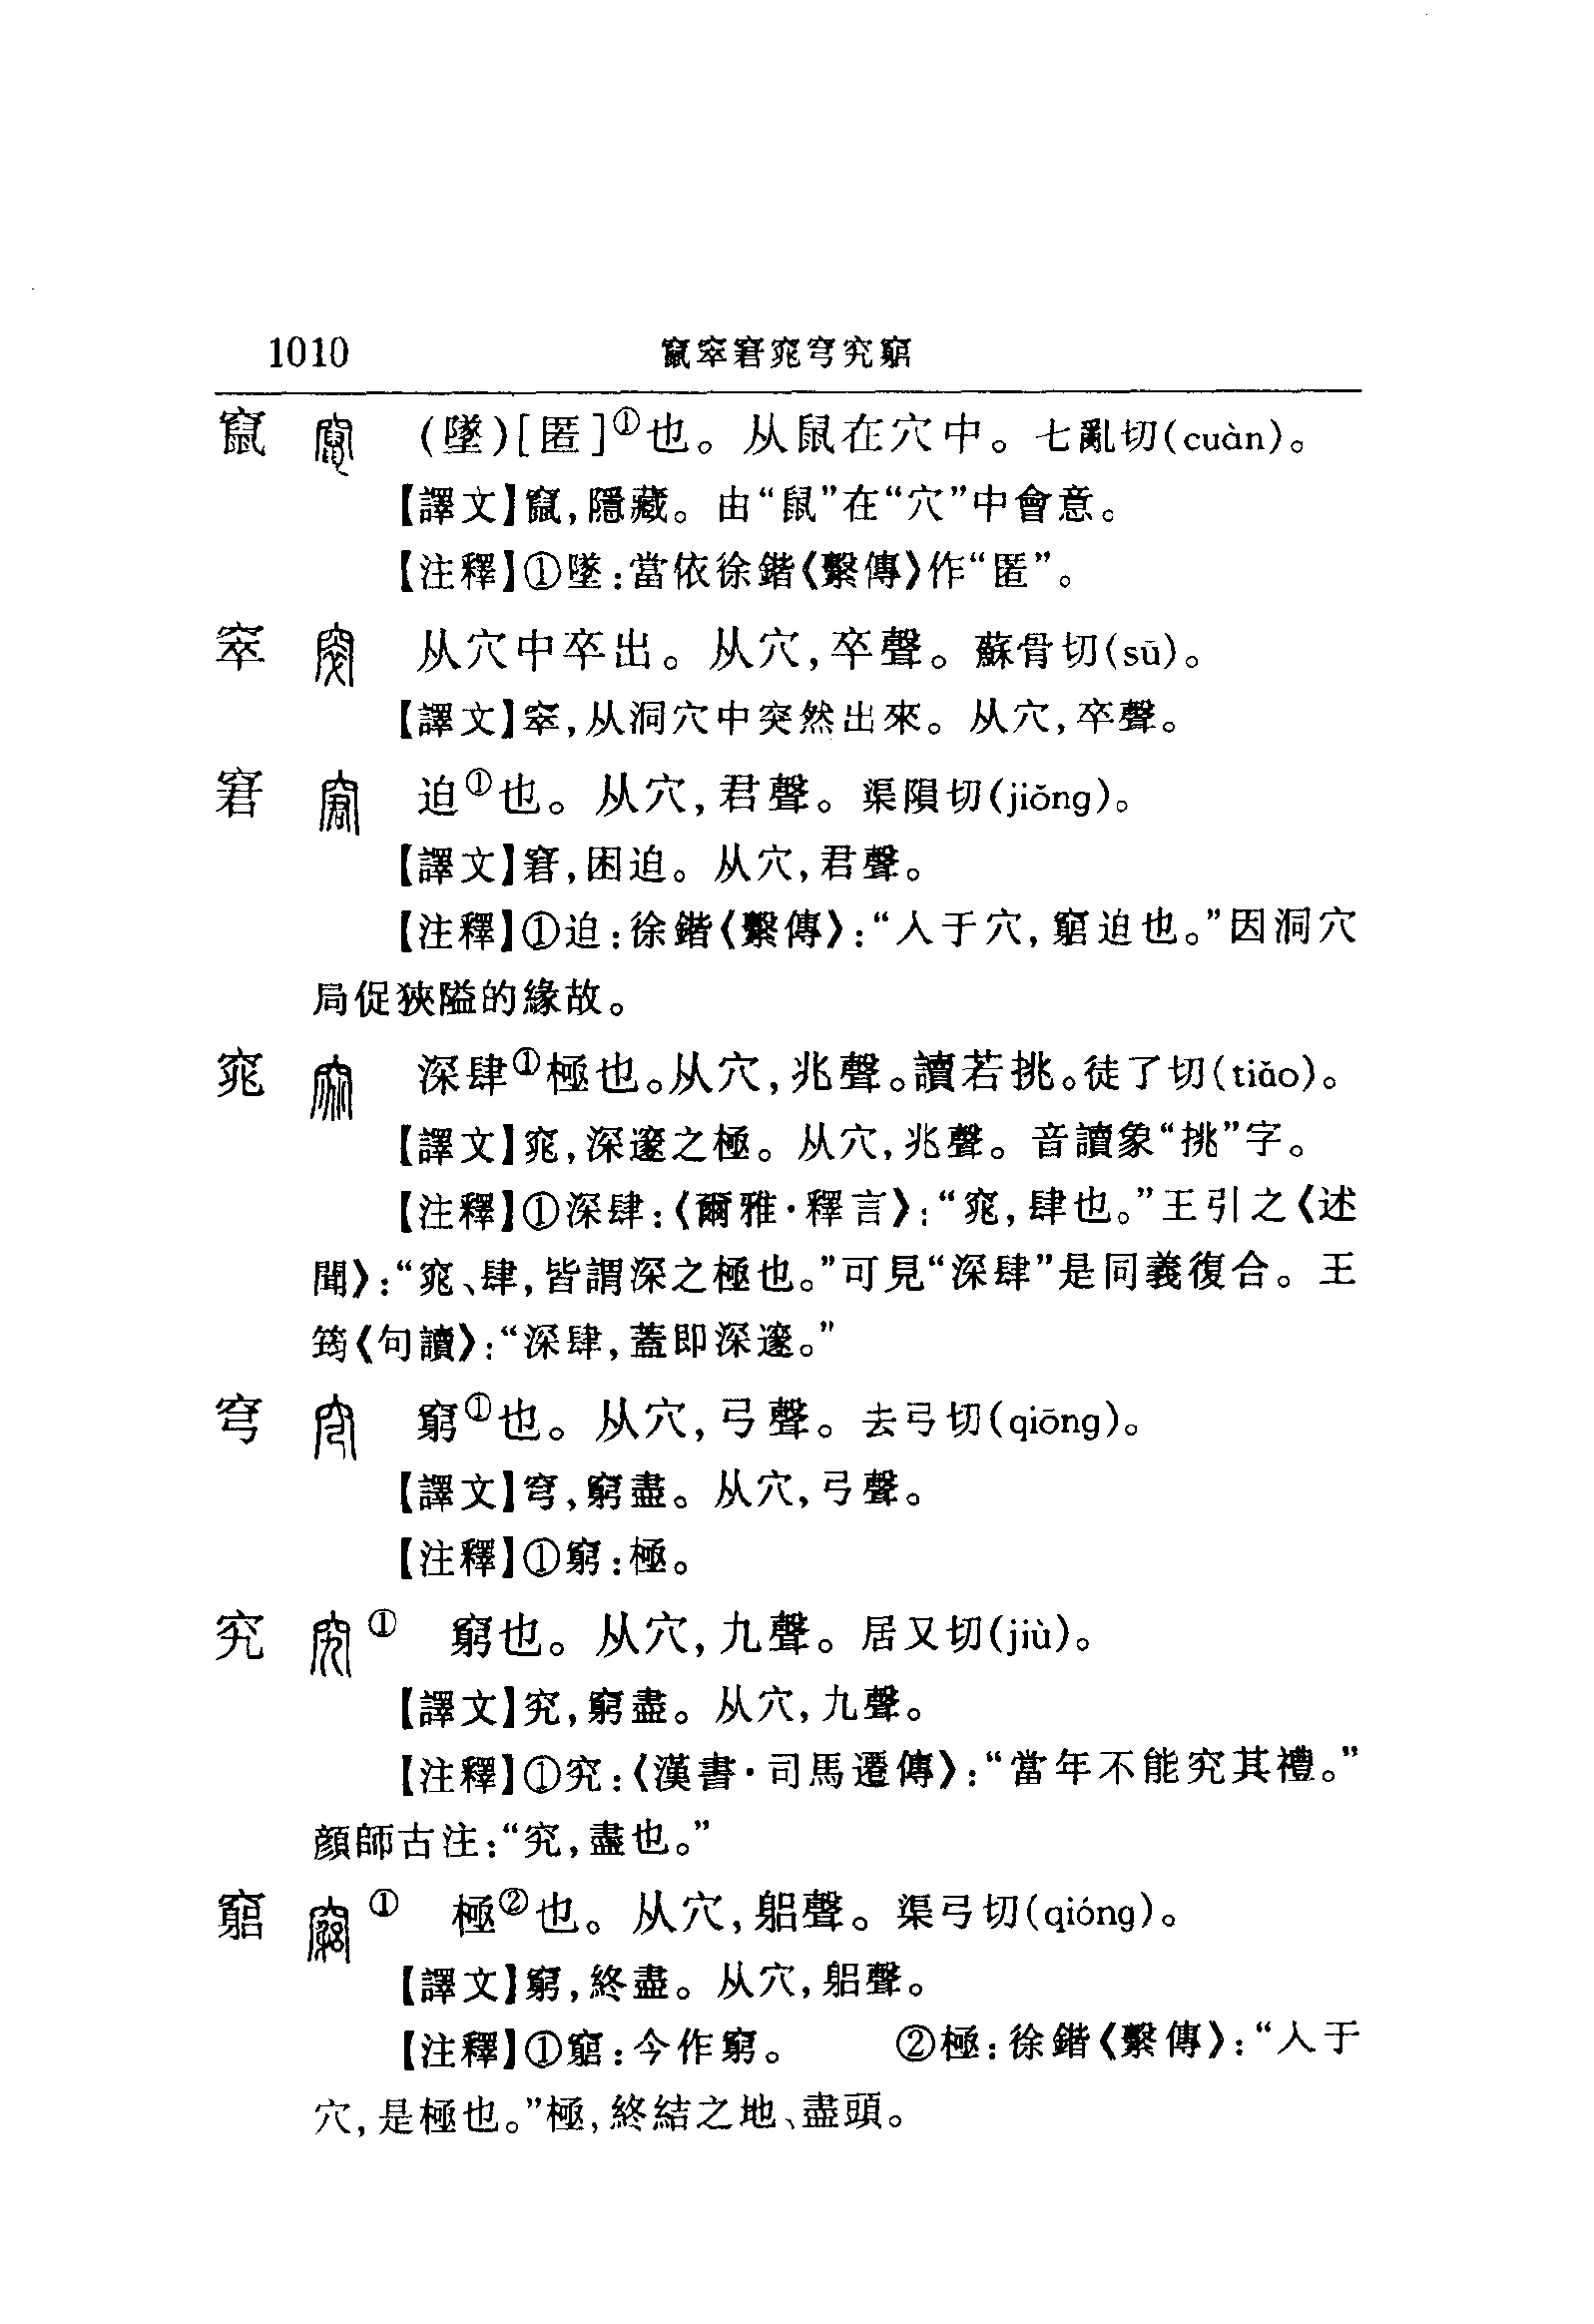 1010 竄窣窘窕穹究竆
竄 (墜)[匿]①也。从鼠在穴中。七亂切(cuàn)。
【譯文】竄,隱藏。由“鼠”在“穴”中會意。
【注釋】①墜:當依徐鍇《繫傳》作“匿”。
窣 从穴中卒出。从穴,卒聲。蘇骨切(sū)。
【譯文】窣,从洞穴中突然出來。从穴,卒聲。
窘 迫①也。从穴,君聲。渠隕切(jiǒng)。
【譯文】窘,困迫。从穴,君聲。
【注釋】①迫:徐鍇《繫傳》:“入于穴,竆迫也。”因洞穴
局促狹隘的緣故。
窕 深肆①極也。从穴,兆聲。讀若挑。徒了切(tiǎo)。
【譯文】窕,深邃之極。从穴,兆聲。音讀象“挑”字。
【注釋】①深肆:《爾雅·釋言》:“窕,肆也。”王引之《述
聞》:“窕、肆,皆謂深之極也。”可見“深肆”是同義復合。王
筠《句讀》:“深肆,蓋即深邃。”
穹 窮①也。从穴,弓聲。去弓切(qiōng)。
【譯文】穹,窮盡。从穴,弓聲。
【注釋】①窮:極。
究① 窮也。从穴,九聲。居又切(jiù)。
【譯文】究,窮盡。从穴,九聲。
【注釋】①究:《漢書·司馬遷傳》:“當年不能究其禮。”
顔師古注:“究,盡也。”
竆① 極②也。从穴,躳聲。渠弓切(qióng)。
【譯文】窮,終盡。从穴,躳聲。
【注釋】①竆:今作窮。 ②極:徐鍇《繫傳》:“入于
穴,是極也。”極,終結之地、盡頭。